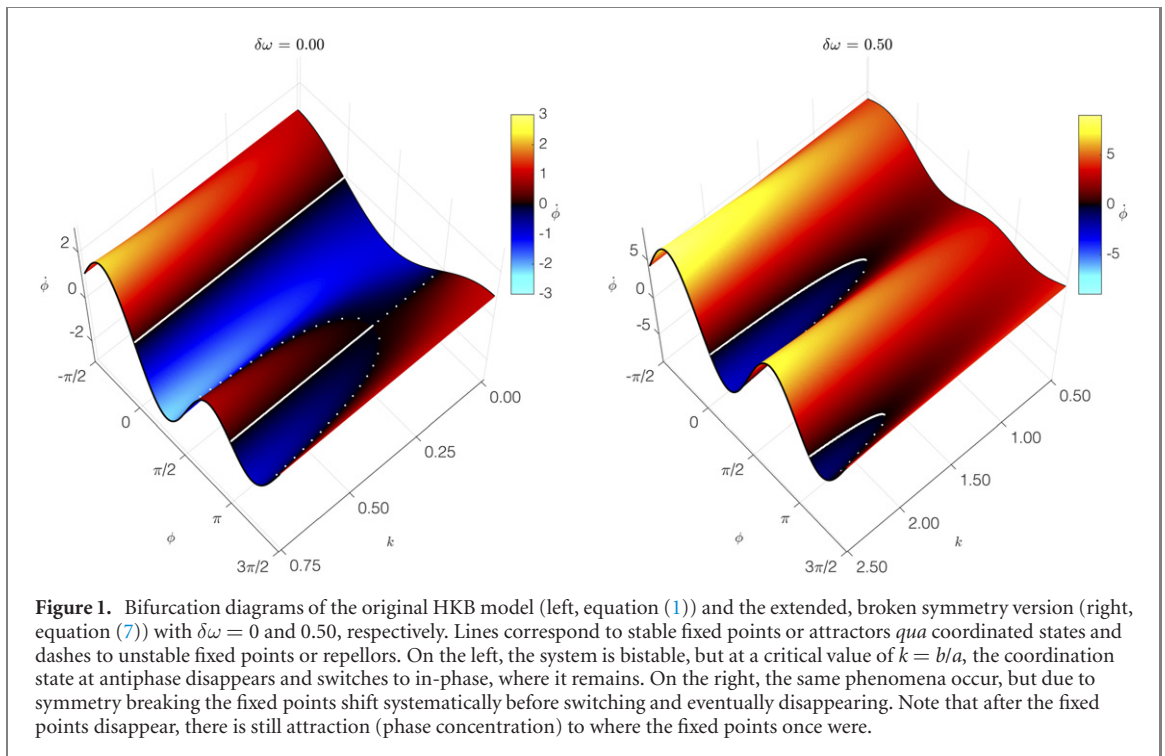 δω = 0.00
3
2
1
0
-1
-2
-3
ϕ̇
2
0
-2
ϕ̇
-π/2
0
π/2
π
3π/2
ϕ
0.00
0.25
0.50
0.75
k
δω = 0.50
5
0
-5
ϕ̇
5
0
-5
ϕ̇
-π/2
0
π/2
π
3π/2
ϕ
0.50
1.00
1.50
2.00
2.50
k
Figure 1. Bifurcation diagrams of the original HKB model (left, equation (1)) and the extended, broken symmetry version (right,
equation (7)) with δω = 0 and 0.50, respectively. Lines correspond to stable fixed points or attractors qua coordinated states and
dashes to unstable fixed points or repellors. On the left, the system is bistable, but at a critical value of k = b/a, the coordination
state at antiphase disappears and switches to in-phase, where it remains. On the right, the same phenomena occur, but due to
symmetry breaking the fixed points shift systematically before switching and eventually disappearing. Note that after the fixed
points disappear, there is still attraction (phase concentration) to where the fixed points once were.